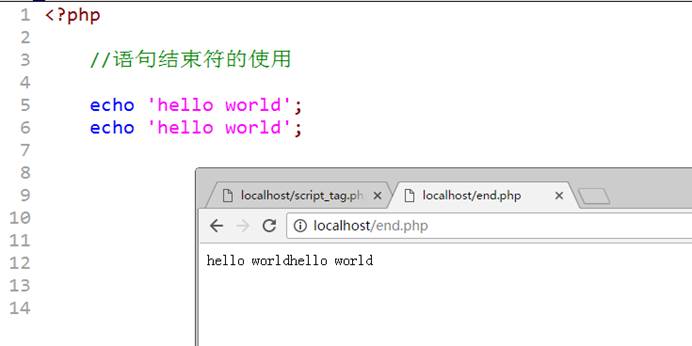 1 <?php
2
3 //语句结束符的使用
4
5 echo 'hello world';
6 echo 'hello world';
7
8
9
10
11
12
13
14
localhost/script_tag.ph
localhost/end.php
localhost/end.php
hello worldhello world